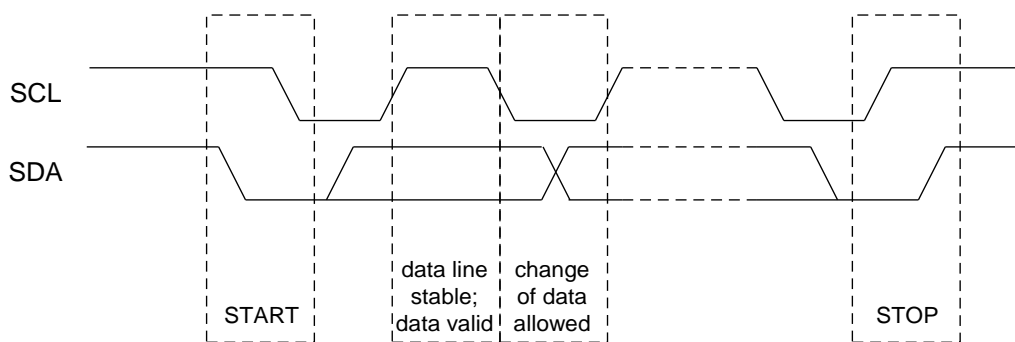 SCL
SDA
START
data line
stable;
data valid
change
of data
allowed
STOP